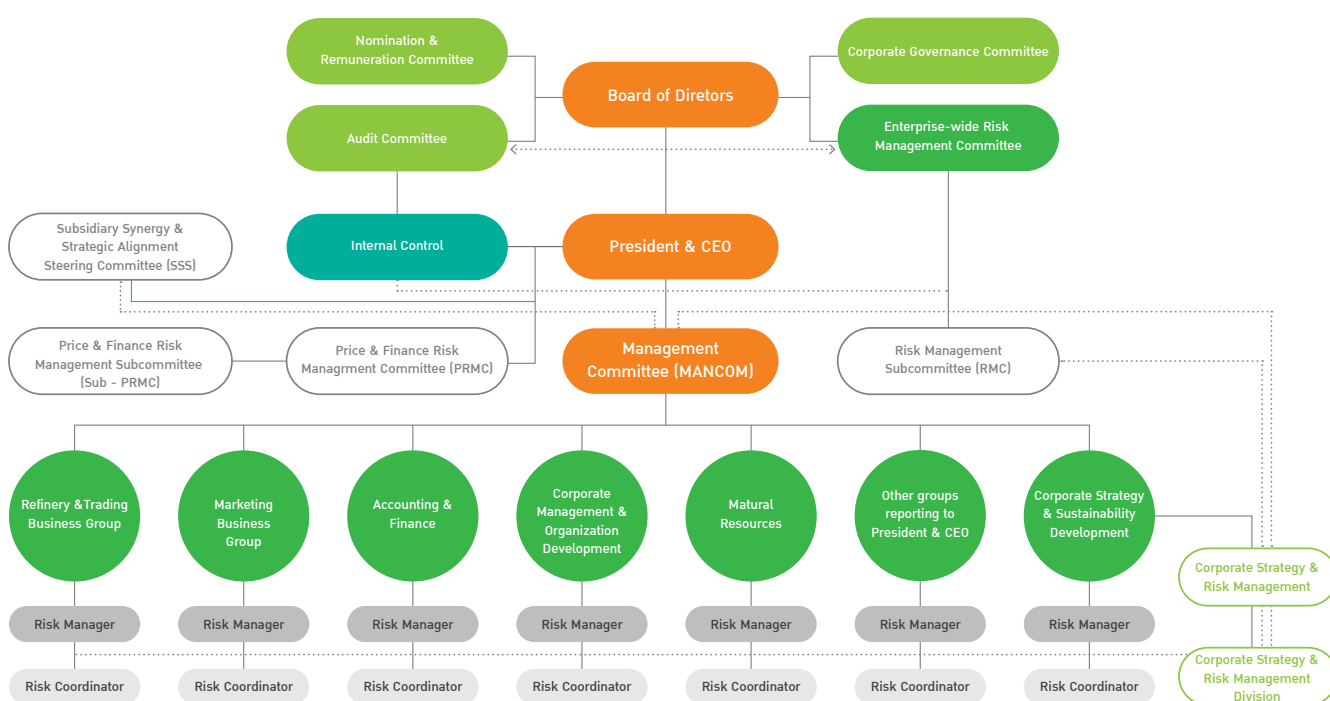 Nomination &
Remuneration Committee
Corporate Governance Committee
Board of Diretors
Audit Committee
Enterprise-wide Risk
Management Committee
Subsidiary Synergy &
Strategic Alignment
Steering Committee (SSS)
Internal Control
President & CEO
Price & Finance Risk
Management Subcommittee
(Sub - PRMC)
Price & Finance Risk
Managrment Committee (PRMC)
Management
Committee (MANCOM)
Risk Management
Subcommittee (RMC)
Refinery &Trading
Business Group
Marketing
Business
Group
Accounting &
Finance
Corporate
Management &
Organization
Development
Matural
Resources
Other groups
reporting to
President & CEO
Corporate Strategy
& Sustainability
Development
Corporate Strategy &
Risk Management
Risk Manager
Risk Manager
Risk Manager
Risk Manager
Risk Manager
Risk Manager
Risk Manager
Risk Coordinator
Risk Coordinator
Risk Coordinator
Risk Coordinator
Risk Coordinator
Risk Coordinator
Risk Coordinator
Corporate Strategy &
Risk Management
Division